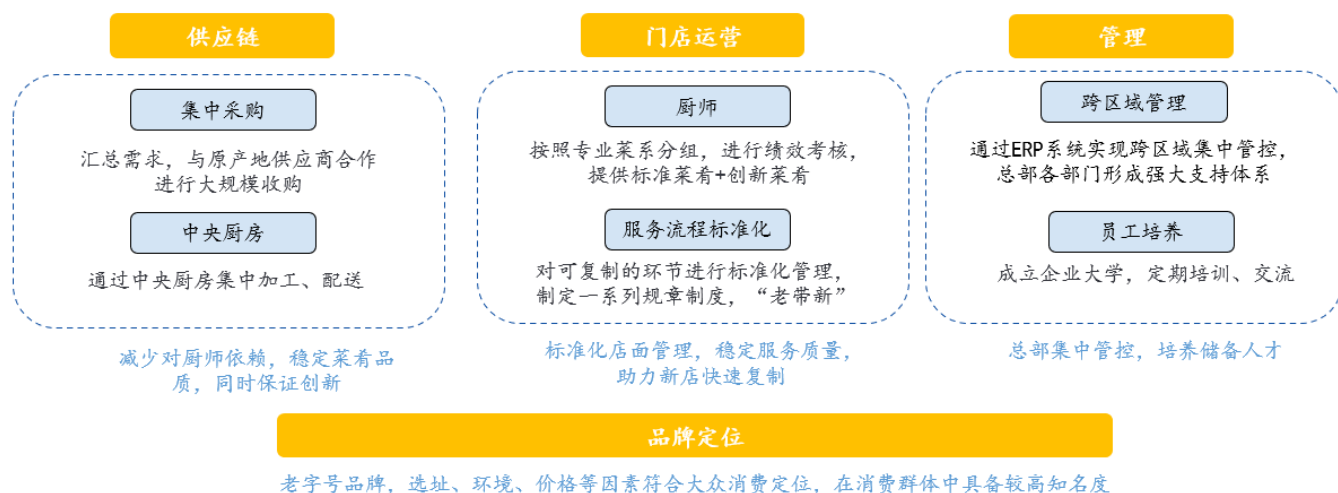 供应链
集中采购
汇总需求，与原产地供应商合作
进行大规模收购
中央厨房
通过中央厨房集中加工、配送
减少对厨师依赖，稳定菜肴品
质，同时保证创新
门店运营
厨师
按照专业菜系分组，进行绩效考核，
提供标准菜肴+创新菜肴
服务流程标准化
对可复制的环节进行标准化管理，
制定一系列规章制度，“老带新”
标准化店面管理，稳定服务质量，
助力新店快速复制
管理
跨区域管理
通过ERP系统实现跨区域集中管控，
总部各部门形成强大支持体系
员工培养
成立企业大学，定期培训、交流
总部集中管控，培养储备人才
品牌定位
老字号品牌，选址、环境、价格等因素符合大众消费定位，在消费群体中具备较高知名度